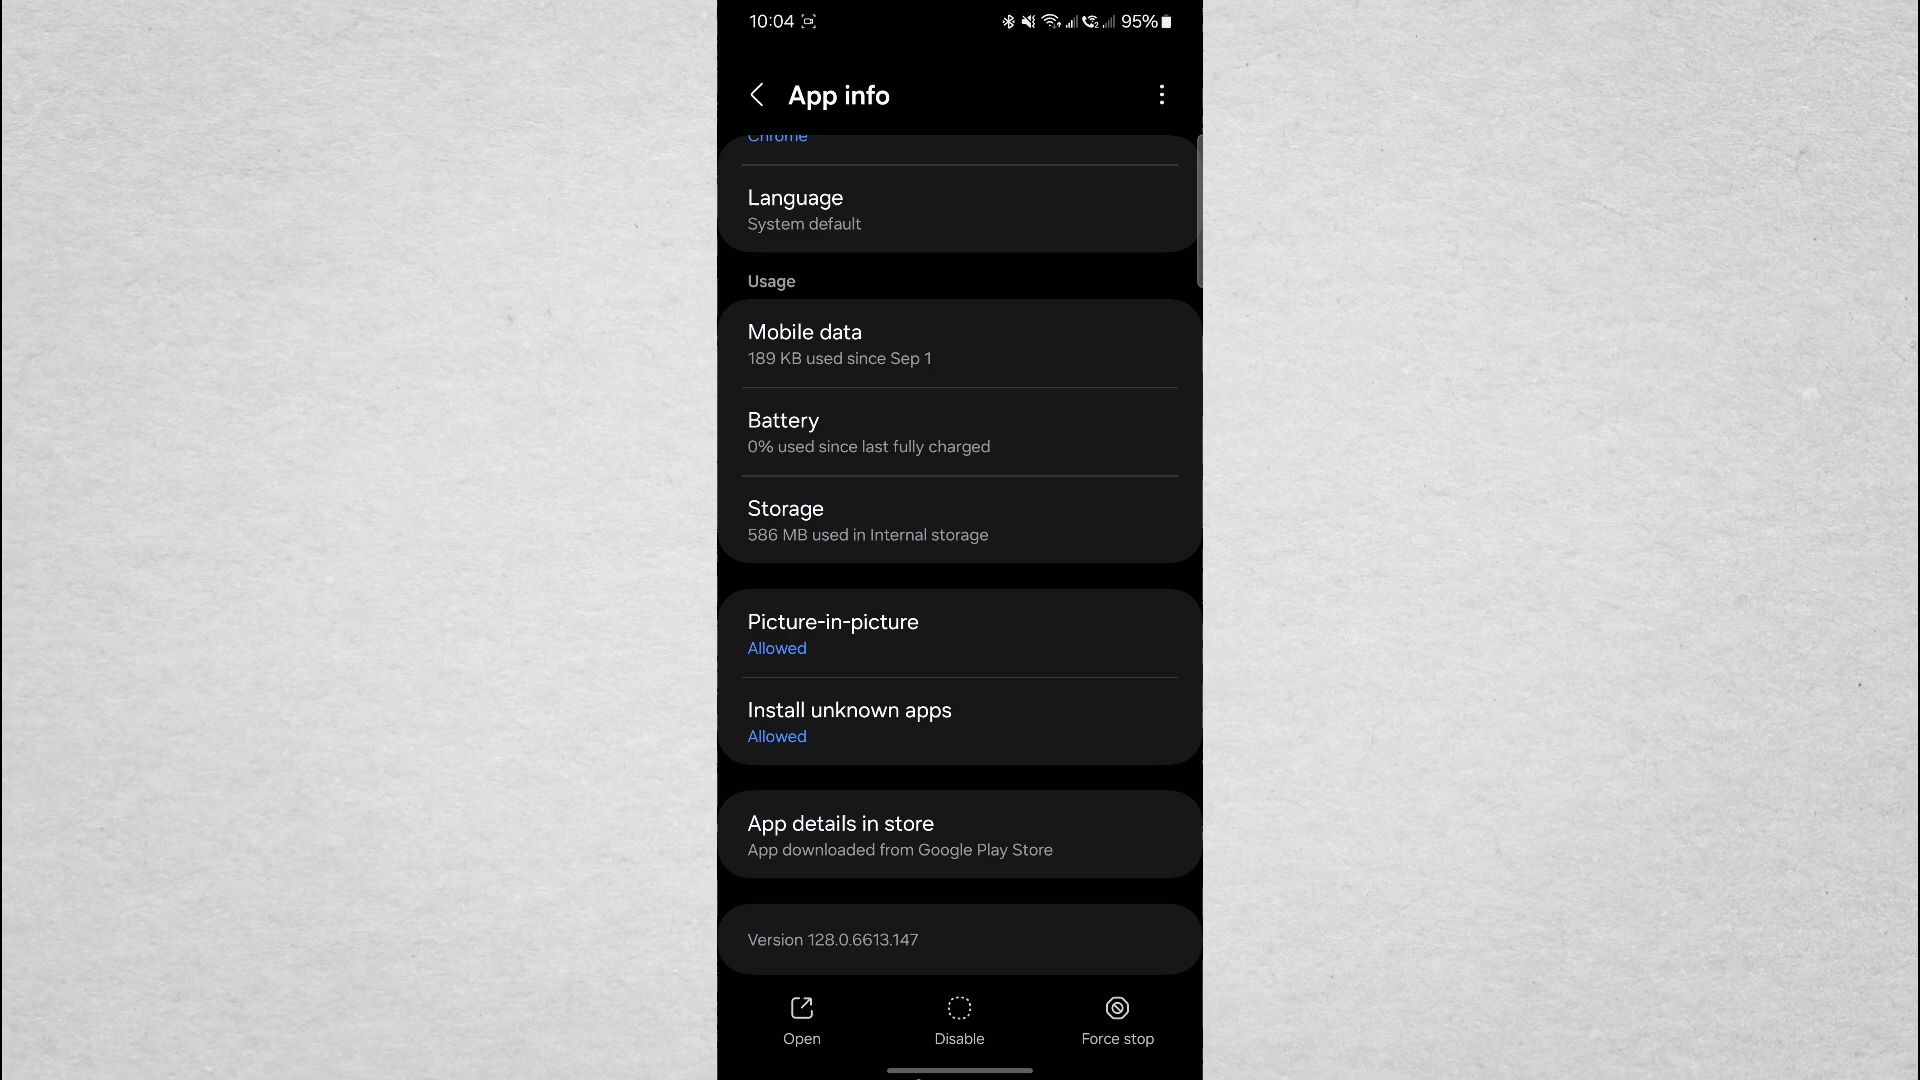 10:04
95%
App info
Chrome
Language
System default
Usage
Mobile data
189 KB used since Sep 1
Battery
0% used since last fully charged
Storage
586 MB used in Internal storage
Picture-in-picture
Allowed
Install unknown apps
Allowed
App details in store
App downloaded from Google Play Store
Version 128.0.6613.147
Open
Disable
Force stop